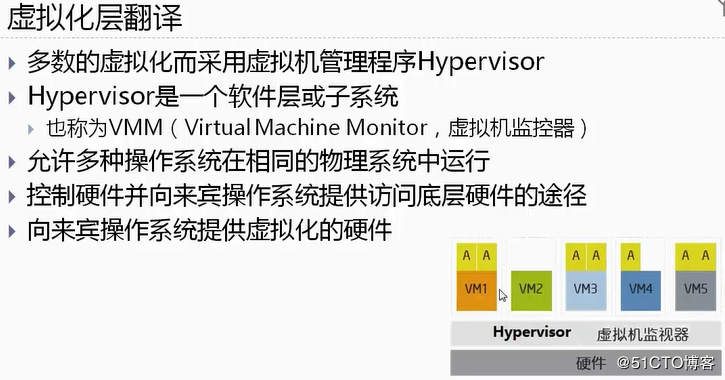 虚拟化层翻译
多数的虚拟化而采用虚拟机管理程序Hypervisor
Hypervisor是一个软件层或子系统
也称为VMM（Virtual Machine Monitor，虚拟机监控器）
允许多种操作系统在相同的物理系统中运行
控制硬件并向来宾操作系统提供访问底层硬件的途径
向来宾操作系统提供虚拟化的硬件
A A A A A A A
VM1 VM2 VM3 VM4 VM5
Hypervisor 虚拟机监视器
硬件 @51CTO博客